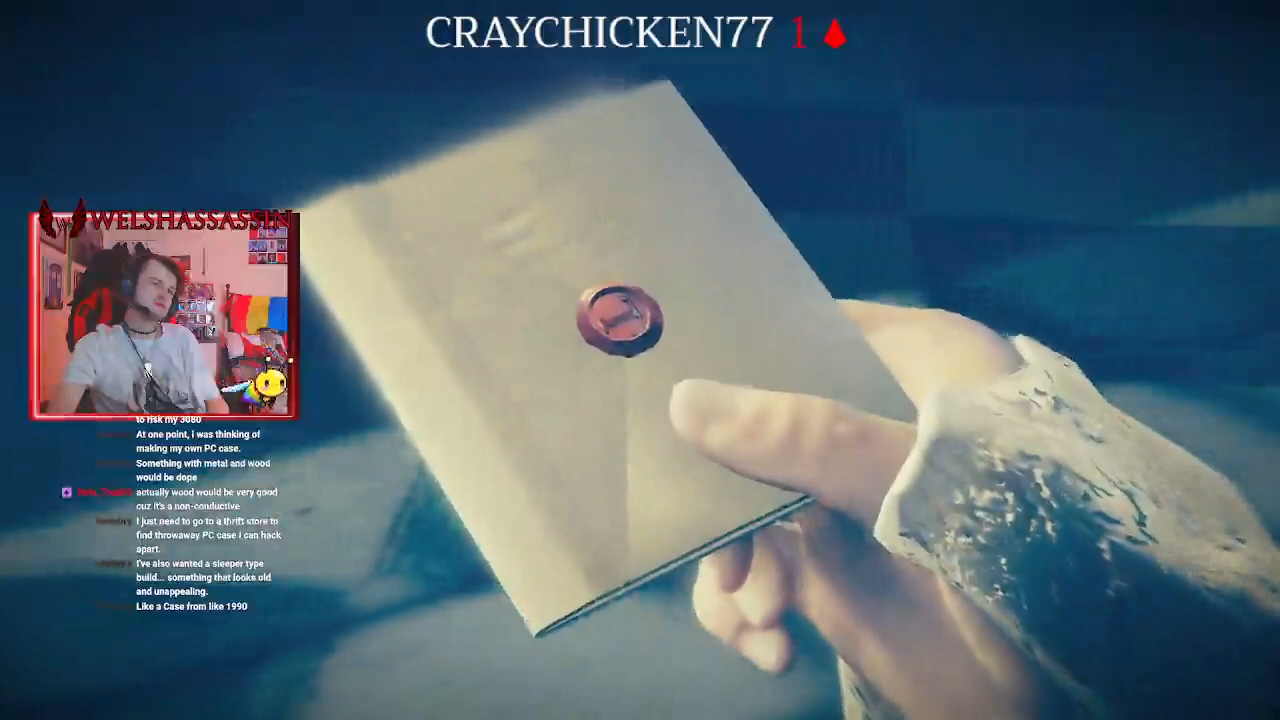 CRAYCHICKEN77 1
WELSHASSASSIN
to risk my 3080
At one point, i was thinking of
making my own PC case.
Something with metal and wood
would be dope
actually wood would be very good
cuz it's a non-conductive
I just need to go to a thrift store to
find throwaway PC case I can hack
apart.
I've also wanted a sleeper type
build... something that looks old
and unappealing.
Like a Case from like 1990